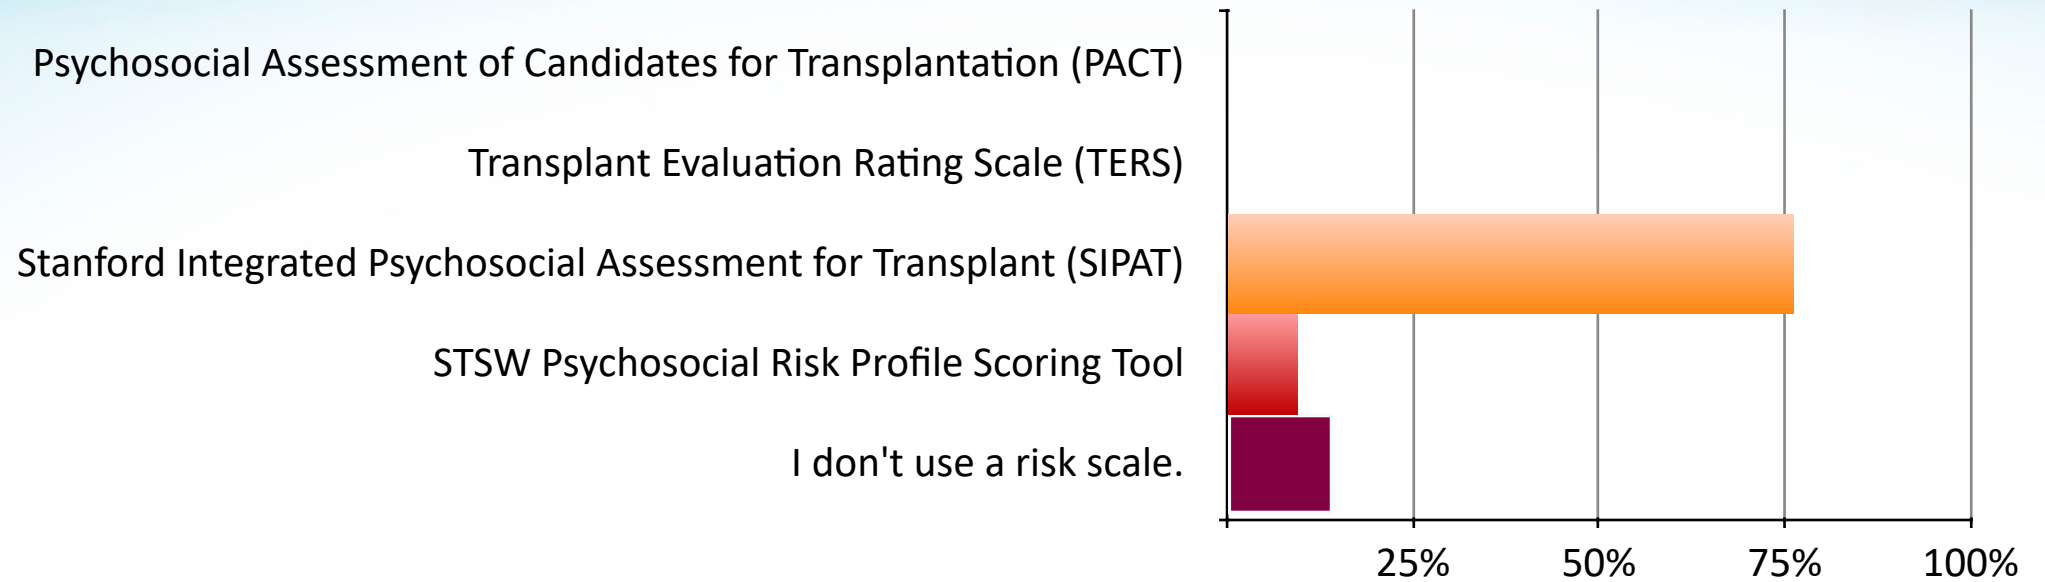 Psychosocial Assessment of Candidates for Transplantation (PACT)
Transplant Evaluation Rating Scale (TERS)
Stanford Integrated Psychosocial Assessment for Transplant (SIPAT)
STSW Psychosocial Risk Profile Scoring Tool
I don't use a risk scale.
25% 50% 75% 100%